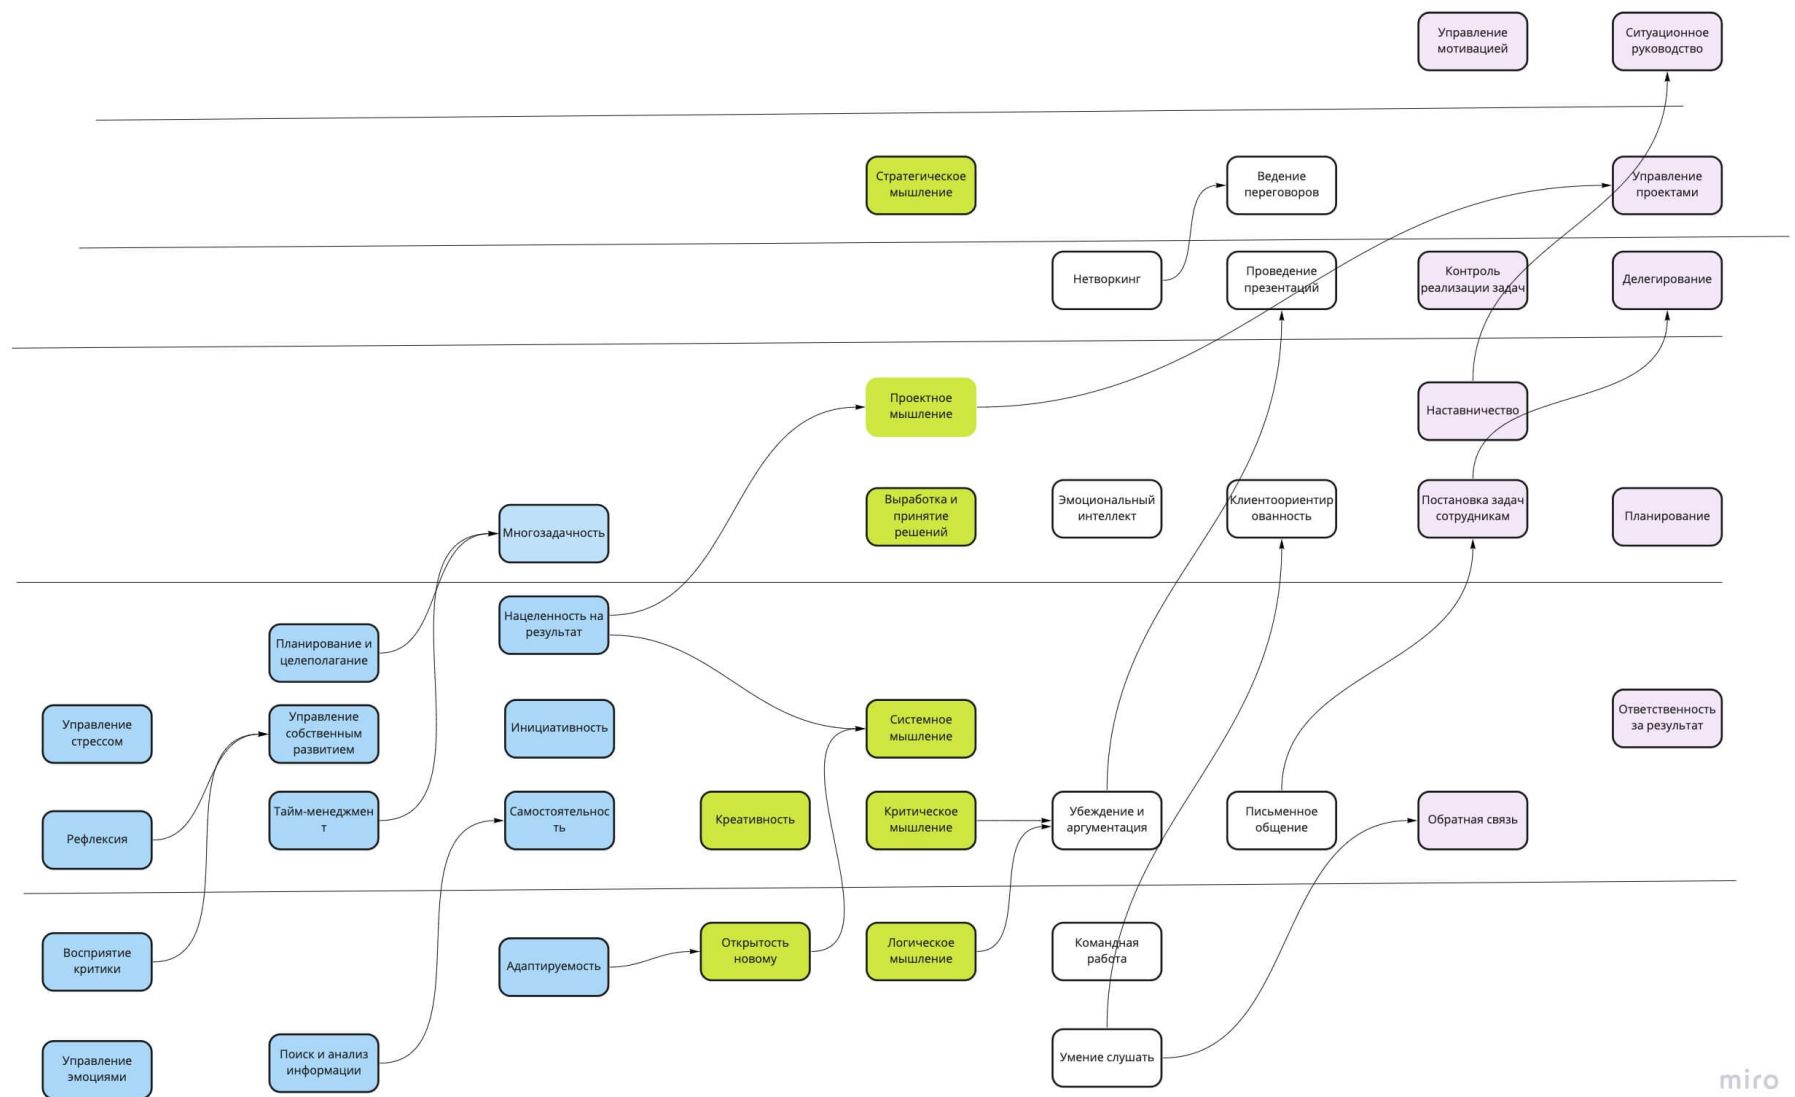 Управление
мотивацией
Ситуационное
руководство
Стратегическое
мышление
Ведение
переговоров
Управление
проектами
Нетворкинг
Проведение
презентаций
Контроль
реализации задач
Делегирование
Проектное
мышление
Наставничество
Многозадачность
Выработка и
принятие
решений
Эмоциональный
интеллект
Клиентоориентир
ованность
Постановка задач
сотрудникам
Планирование
Планирование и
целеполагание
Нацеленность на
результат
Управление
стрессом
Управление
собственным
развитием
Инициативность
Системное
мышление
Ответственность
за результат
Рефлексия
Тайм-менеджмен
т
Самостоятельнос
ть
Креативность
Критическое
мышление
Убеждение и
аргументация
Письменное
общение
Обратная связь
Восприятие
критики
Адаптируемость
Открытость
новому
Логическое
мышление
Командная
работа
Управление
эмоциями
Поиск и анализ
информации
Умение слушать
miro